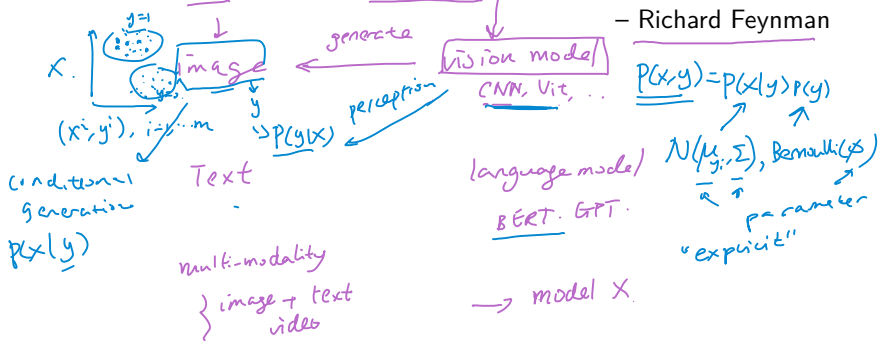 – Richard Feynman
y=1
generate
X.
image
vision model
P(x,y)=P(x|y)P(y)
y
perception
CNN, Vit, ...
(xⁱ, yⁱ), i=1,...m
P(y|x)
N(μ_yi, Σ), Bernoulli(φ)
Text
language model
conditional
generation
BERT. GPT.
parameter
P(x|y)
"explicit"
multi-modality
{ image + text
video
→ model X.